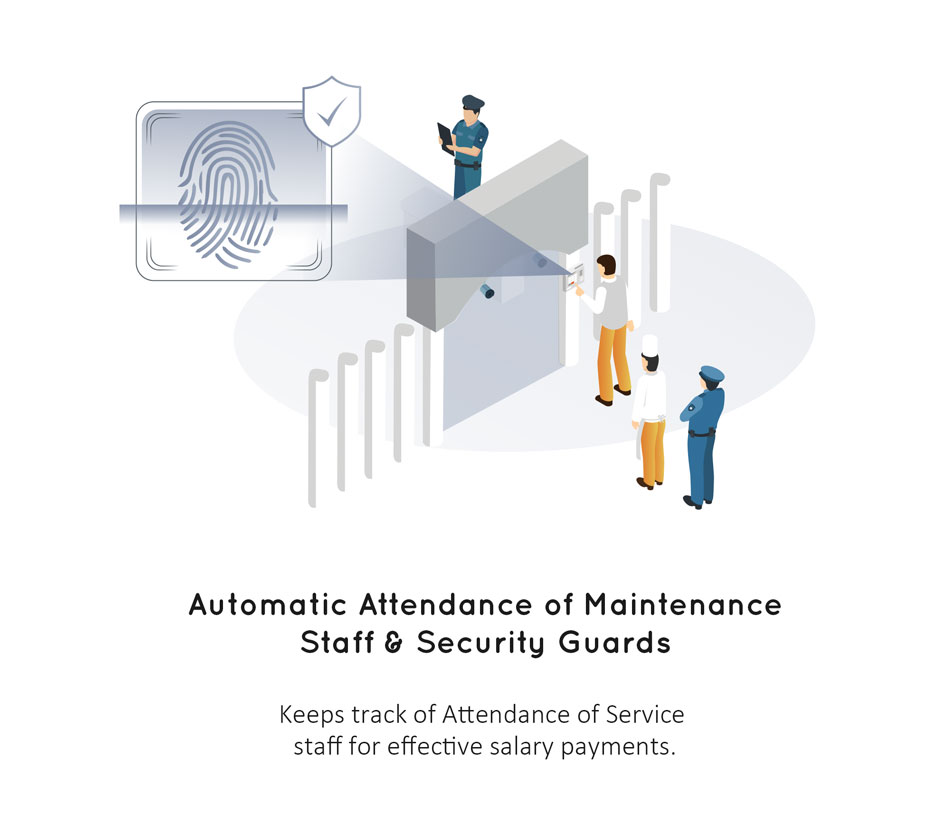 Automatic Attendance of Maintenance
Staff & Security Guards
Keeps track of Attendance of Service
staff for effective salary payments.